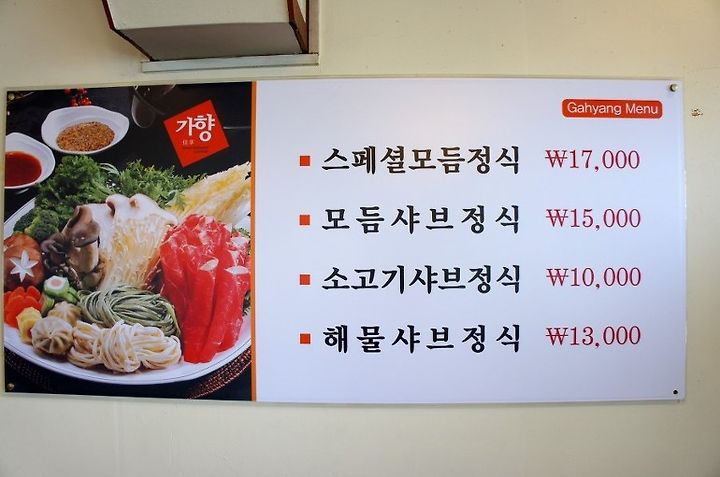 가향
Gahyang Menu
■ 스페셜모듬정식 ₩17,000
■ 모듬샤브정식 ₩15,000
■ 소고기샤브정식 ₩10,000
■ 해물샤브정식 ₩13,000